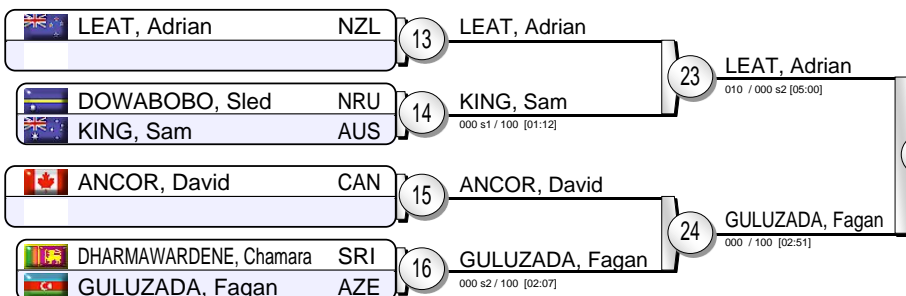 LEAT, Adrian NZL
13
LEAT, Adrian
DOWABOBO, Sled NRU
KING, Sam AUS
14
KING, Sam
000 s1 / 100 [01:12]
23
LEAT, Adrian
010 / 000 s2 [05:00]
ANCOR, David CAN
15
ANCOR, David
DHARMAWARDENE, Chamara SRI
GULUZADA, Fagan AZE
16
GULUZADA, Fagan
000 s2 / 100 [02:07]
24
GULUZADA, Fagan
000 / 100 [02:51]